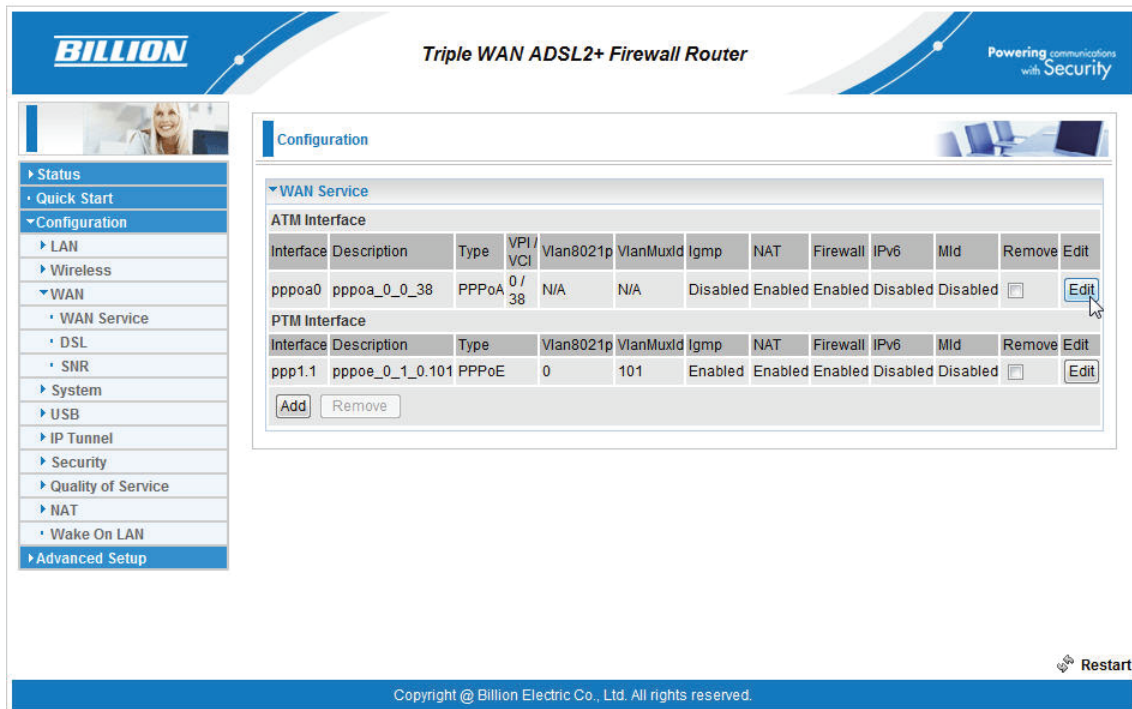 BILLION
Triple WAN ADSL2+ Firewall Router
Powering communications
with Security
Status
Quick Start
Configuration
LAN
Wireless
WAN
WAN Service
DSL
SNR
System
USB
IP Tunnel
Security
Quality of Service
NAT
Wake On LAN
Advanced Setup
Configuration
WAN Service
ATM Interface
Interface Description Type VPI / VCI Vlan8021p VlanMuxId Igmp NAT Firewall IPv6 Mld Remove Edit
pppoa0 pppoa_0_0_38 PPPoA 0 / 38 N/A N/A Disabled Enabled Enabled Disabled Disabled Edit
PTM Interface
Interface Description Type Vlan8021p VlanMuxId Igmp NAT Firewall IPv6 Mld Remove Edit
ppp1.1 pppoe_0_1_0.101 PPPoE 0 101 Enabled Enabled Enabled Disabled Disabled Edit
Add Remove
Restart
Copyright @ Billion Electric Co., Ltd. All rights reserved.